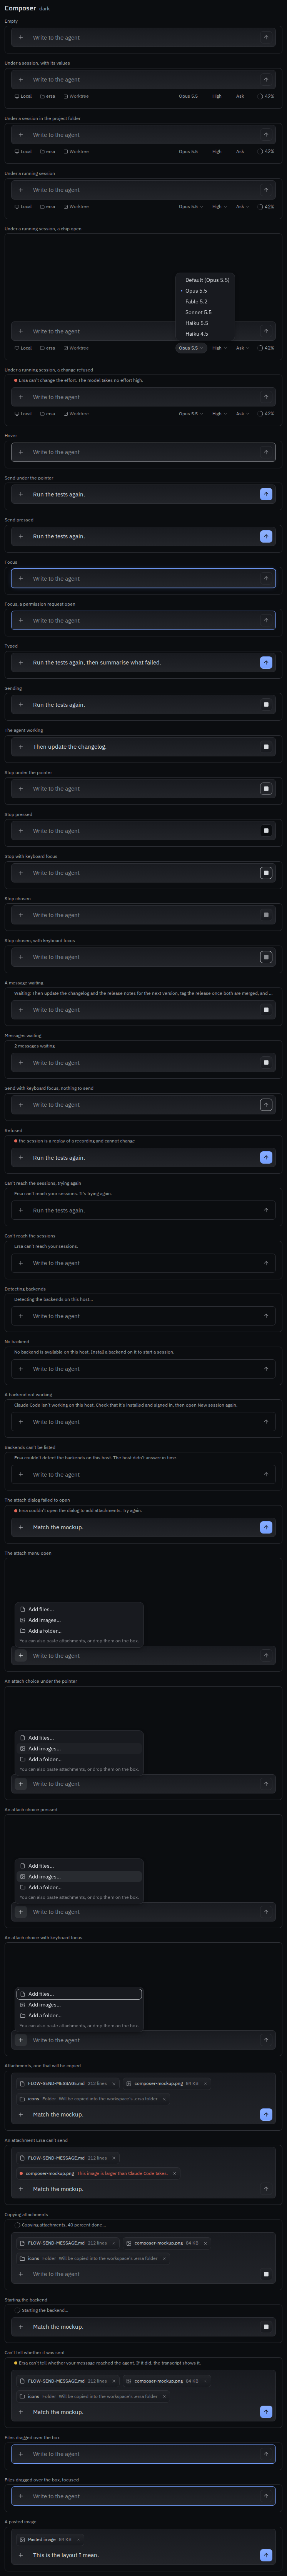 Composer dark
Empty
Write to the agent
Under a session, with its values
Write to the agent
Local ersa Worktree Opus 5.5 High Ask 42%
Under a session in the project folder
Write to the agent
Local ersa Worktree Opus 5.5 High Ask 42%
Under a running session
Write to the agent
Local ersa Worktree Opus 5.5 High Ask 42%
Under a running session, a chip open
Default (Opus 5.5)
Opus 5.5
Fable 5.2
Sonnet 5.5
Haiku 5.5
Haiku 4.5
Write to the agent
Local ersa Worktree Opus 5.5 High Ask 42%
Under a running session, a change refused
Ersa can't change the effort. The model takes no effort high.
Write to the agent
Local ersa Worktree Opus 5.5 High Ask 42%
Hover
Write to the agent
Send under the pointer
Run the tests again.
Send pressed
Run the tests again.
Focus
Write to the agent
Focus, a permission request open
Write to the agent
Typed
Run the tests again, then summarise what failed.
Sending
Run the tests again.
The agent working
Then update the changelog.
Stop under the pointer
Write to the agent
Stop pressed
Write to the agent
Stop with keyboard focus
Write to the agent
Stop chosen
Write to the agent
Stop chosen, with keyboard focus
Write to the agent
A message waiting
Waiting: Then update the changelog and the release notes for the next version, tag the release once both are merged, and ...
Write to the agent
Messages waiting
2 messages waiting
Write to the agent
Send with keyboard focus, nothing to send
Write to the agent
Refused
the session is a replay of a recording and cannot change
Run the tests again.
Can't reach the sessions, trying again
Ersa can't reach your sessions. It's trying again.
Run the tests again.
Can't reach the sessions
Ersa can't reach your sessions.
Write to the agent
Detecting backends
Detecting the backends on this host...
Write to the agent
No backend
No backend is available on this host. Install a backend on it to start a session.
Write to the agent
A backend not working
Claude Code isn't working on this host: Check that it's installed and signed in, then open New session again.
Write to the agent
Backends can't be listed
Ersa couldn't detect the backends on this host. The host didn't answer in time.
Write to the agent
The attach dialog failed to open
Ersa couldn't open the dialog to add attachments. Try again.
Match the mockup.
The attach menu open
Add files...
Add images...
Add a folder...
You can also paste attachments, or drop them on the box.
Write to the agent
An attach choice under the pointer
Add files...
Add images...
Add a folder...
You can also paste attachments, or drop them on the box.
Write to the agent
An attach choice pressed
Add files...
Add images...
Add a folder...
You can also paste attachments, or drop them on the box.
Write to the agent
An attach choice with keyboard focus
Add files...
Add images...
Add a folder...
You can also paste attachments, or drop them on the box.
Write to the agent
Attachments, one that will be copied
FLOW-SEND-MESSAGE.md 212 lines composer-mockup.png 84 KB
icons Folder Will be copied into the workspace's .ersa folder
Match the mockup.
An attachment Ersa can't send
FLOW-SEND-MESSAGE.md 212 lines
composer-mockup.png This image is larger than Claude Code takes.
Match the mockup.
Copying attachments
Copying attachments, 40 percent done...
FLOW-SEND-MESSAGE.md 212 lines composer-mockup.png 84 KB
icons Folder Will be copied into the workspace's .ersa folder
Write to the agent
Starting the backend
Starting the backend...
Match the mockup.
Can't tell whether it was sent
Ersa can't tell whether your message reached the agent. If it did, the transcript shows it.
FLOW-SEND-MESSAGE.md 212 lines composer-mockup.png 84 KB
icons Folder Will be copied into the workspace's .ersa folder
Match the mockup.
Files dragged over the box
Write to the agent
Files dragged over the box, focused
Write to the agent
A pasted image
Pasted image 84 KB
This is the layout I mean.